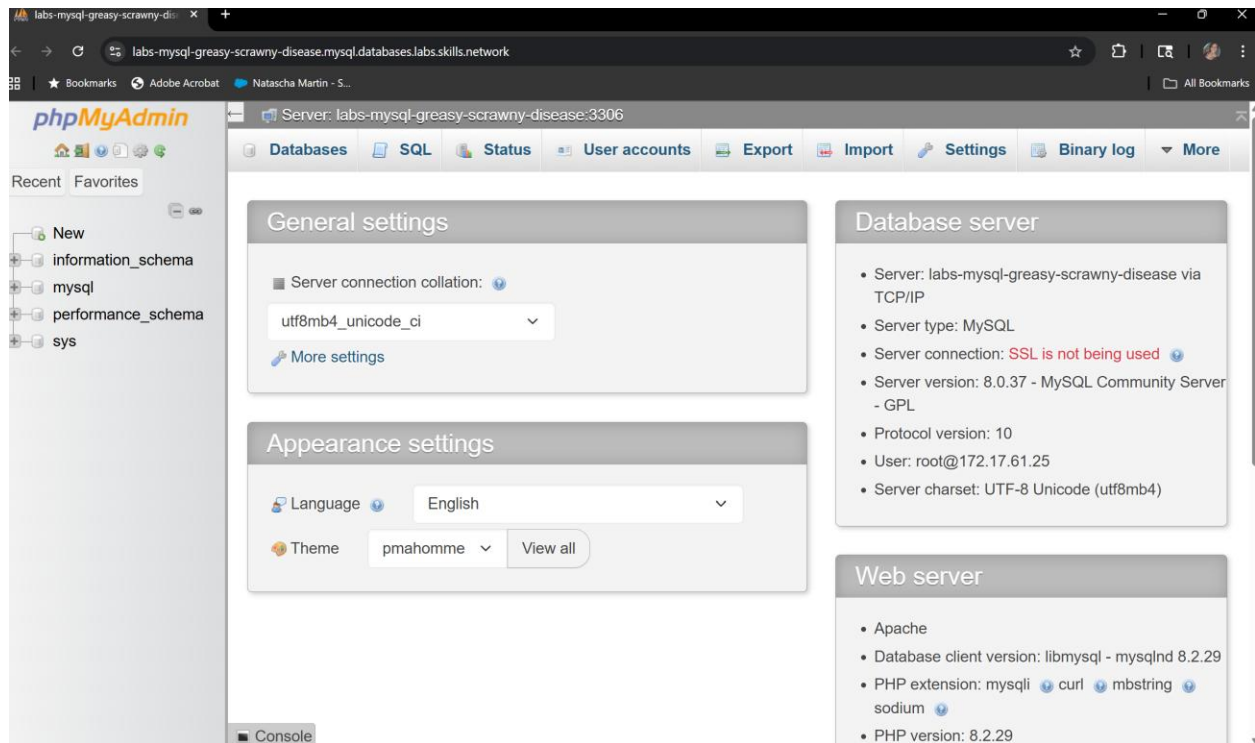 labs-mysql-greasy-scrawny-dis
labs-mysql-greasy-scrawny-disease.mysql.databases.labs.skills.network
Bookmarks Adobe Acrobat Natascha Martin - S... All Bookmarks
phpMyAdmin
Recent Favorites
New
information_schema
mysql
performance_schema
sys
Server: labs-mysql-greasy-scrawny-disease:3306
Databases SQL Status User accounts Export Import Settings Binary log More
General settings
Server connection collation:
utf8mb4_unicode_ci
More settings
Appearance settings
Language English
Theme pmahomme View all
Database server
Server: labs-mysql-greasy-scrawny-disease via
TCP/IP
Server type: MySQL
Server connection: SSL is not being used
Server version: 8.0.37 - MySQL Community Server
- GPL
Protocol version: 10
User: root@172.17.61.25
Server charset: UTF-8 Unicode (utf8mb4)
Web server
Apache
Database client version: libmysql - mysqlnd 8.2.29
PHP extension: mysqli curl mbstring
sodium
PHP version: 8.2.29
Console